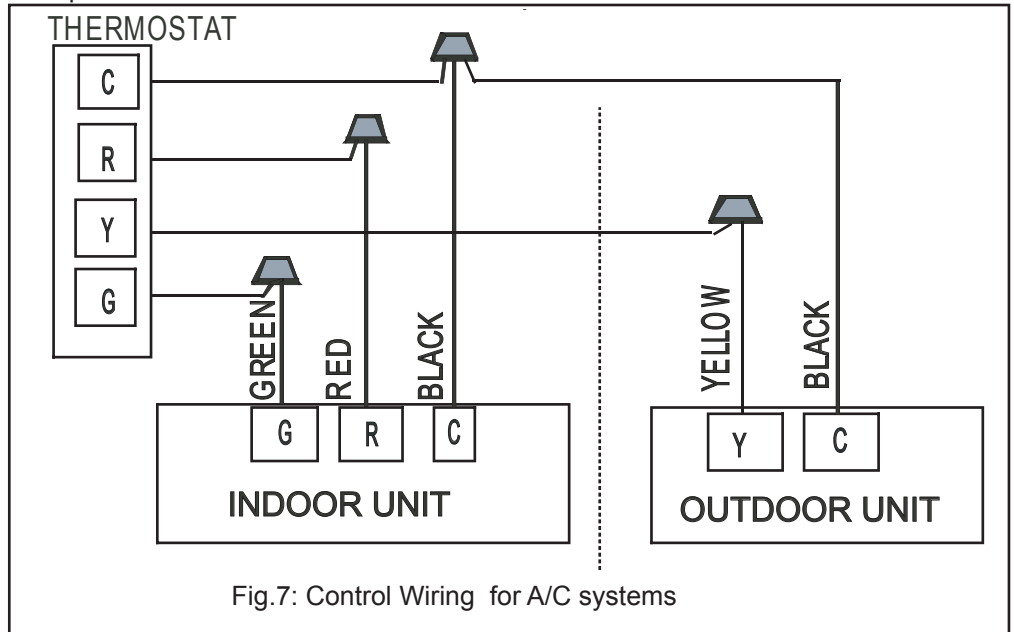 THERMOSTAT
C
R
Y
G
GREEN
RED
BLACK
YELLOW
BLACK
G R C
Y C
INDOOR UNIT
OUTDOOR UNIT
Fig.7: Control Wiring for A/C systems